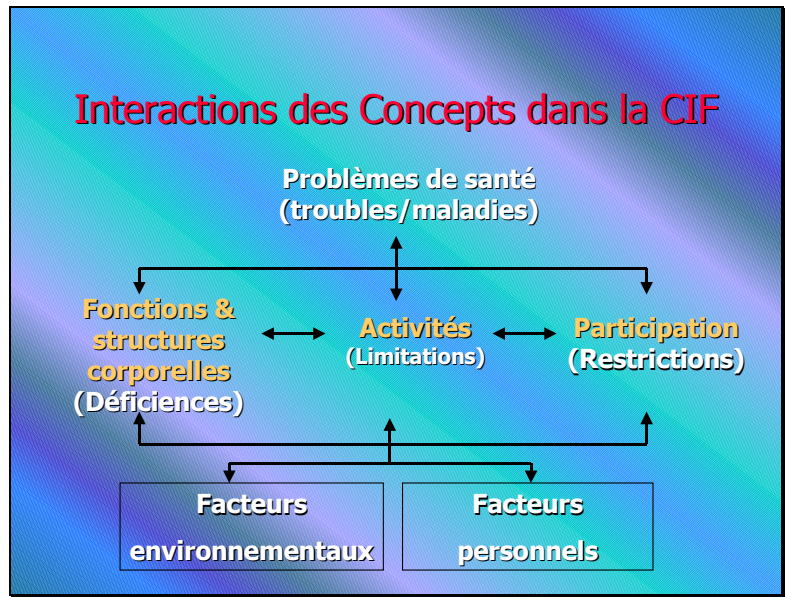 Interactions des Concepts dans la CIF
Problèmes de santé
(troubles/maladies)
Fonctions &
structures
corporelles
(Déficiences)
Activités
(Limitations)
Participation
(Restrictions)
Facteurs
environnementaux
Facteurs
personnels